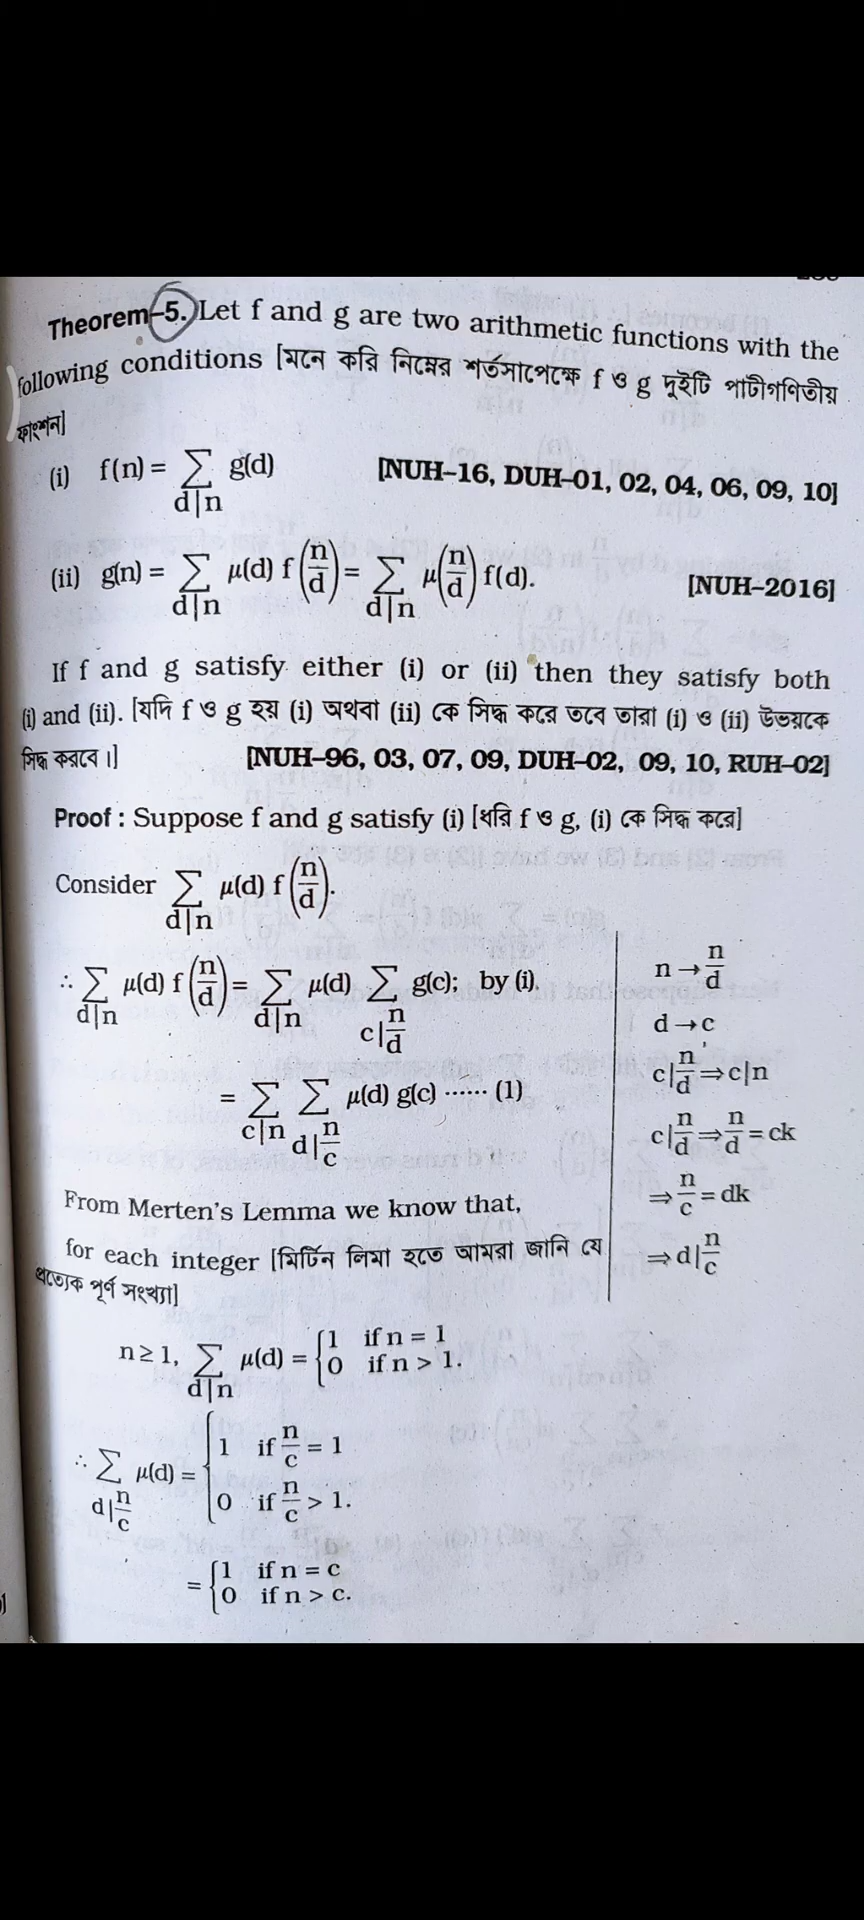 Theorem–5. Let f and g are two arithmetic functions with the
following conditions [মনে করি নিম্নের শর্তসাপেক্ষে f ও g দুইটি পাটীগণিতীয়
ফাংশন]
(i) f(n) = ∑_{d|n} g(d) [NUH–16, DUH–01, 02, 04, 06, 09, 10]
(ii) g(n) = ∑_{d|n} μ(d) f(n/d) = ∑_{d|n} μ(n/d) f(d). [NUH–2016]
If f and g satisfy either (i) or (ii) then they satisfy both
(i) and (ii). [যদি f ও g হয় (i) অথবা (ii) কে সিদ্ধ করে তবে তারা (i) ও (ii) উভয়কে
সিদ্ধ করবে।] [NUH–96, 03, 07, 09, DUH–02, 09, 10, RUH–02]
Proof : Suppose f and g satisfy (i) [ধরি f ও g, (i) কে সিদ্ধ করে]
Consider ∑_{d|n} μ(d) f(n/d).
∴ ∑_{d|n} μ(d) f(n/d) = ∑_{d|n} μ(d) ∑_{c|n/d} g(c); by (i).
= ∑_{c|n} ∑_{d|n/c} μ(d) g(c) ...... (1)
n → n/d
d → c
c|n/d ⇒ c|n
c|n/d ⇒ n/d = ck
⇒ n/c = dk
⇒ d|n/c
From Merten's Lemma we know that,
for each integer [মির্টিন লিমা হতে আমরা জানি যে
প্রত্যেক পূর্ণ সংখ্যা]
n ≥ 1, ∑_{d|n} μ(d) = { 1 if n = 1
0 if n > 1.
∴ ∑_{d|n/c} μ(d) = { 1 if n/c = 1
0 if n/c > 1.
= { 1 if n = c
0 if n > c.